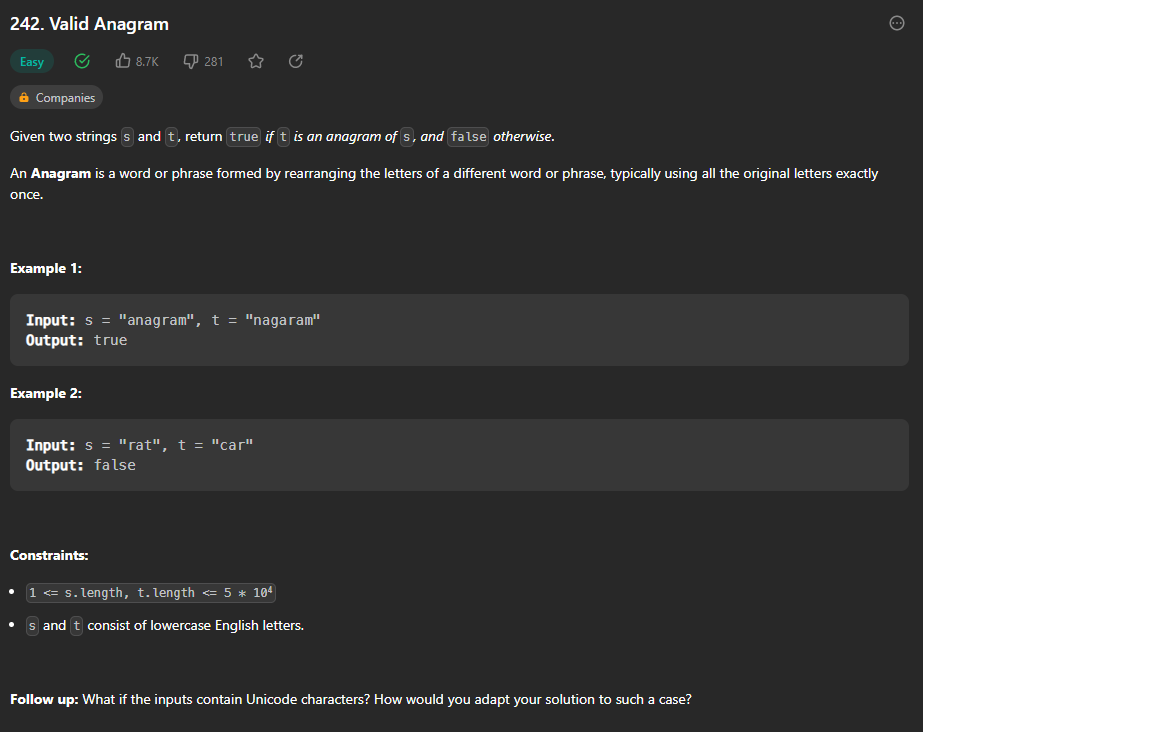 242. Valid Anagram
Easy 8.7K 281
Companies
Given two strings s and t, return true if t is an anagram of s, and false otherwise.
An Anagram is a word or phrase formed by rearranging the letters of a different word or phrase, typically using all the original letters exactly
once.
Example 1:
Input: s = "anagram", t = "nagaram"
Output: true
Example 2:
Input: s = "rat", t = "car"
Output: false
Constraints:
• 1 <= s.length, t.length <= 5 * 10⁴
• s and t consist of lowercase English letters.
Follow up: What if the inputs contain Unicode characters? How would you adapt your solution to such a case?